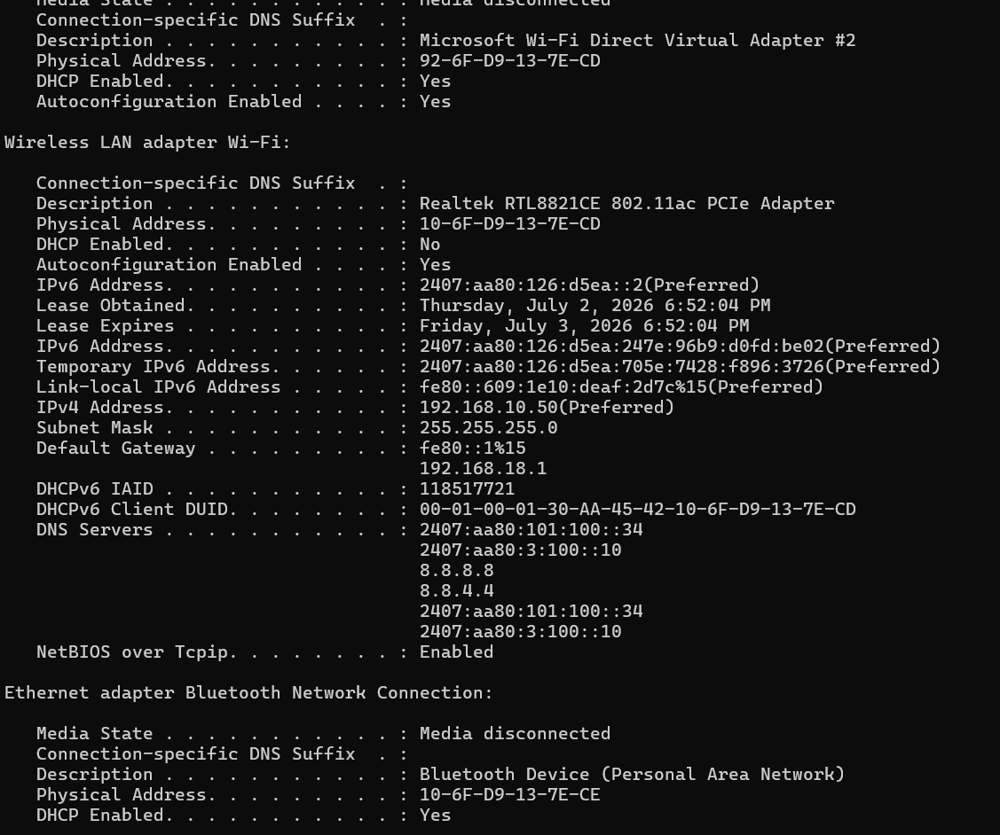 Media State . . . . . . . . . . . : Media disconnected
Connection-specific DNS Suffix  . :
Description . . . . . . . . . . . : Microsoft Wi-Fi Direct Virtual Adapter #2
Physical Address. . . . . . . . . : 92-6F-D9-13-7E-CD
DHCP Enabled. . . . . . . . . . . : Yes
Autoconfiguration Enabled . . . . : Yes
Wireless LAN adapter Wi-Fi:
Connection-specific DNS Suffix  . :
Description . . . . . . . . . . . : Realtek RTL8821CE 802.11ac PCIe Adapter
Physical Address. . . . . . . . . : 10-6F-D9-13-7E-CD
DHCP Enabled. . . . . . . . . . . : No
Autoconfiguration Enabled . . . . : Yes
IPv6 Address. . . . . . . . . . . : 2407:aa80:126:d5ea::2(Preferred)
Lease Obtained. . . . . . . . . . : Thursday, July 2, 2026 6:52:04 PM
Lease Expires . . . . . . . . . . : Friday, July 3, 2026 6:52:04 PM
IPv6 Address. . . . . . . . . . . : 2407:aa80:126:d5ea:247e:96b9:d0fd:be02(Preferred)
Temporary IPv6 Address. . . . . . : 2407:aa80:126:d5ea:705e:7428:f896:3726(Preferred)
Link-local IPv6 Address . . . . . : fe80::609:1e10:deaf:2d7c%15(Preferred)
IPv4 Address. . . . . . . . . . . : 192.168.10.50(Preferred)
Subnet Mask . . . . . . . . . . . : 255.255.255.0
Default Gateway . . . . . . . . . : fe80::1%15
192.168.18.1
DHCPv6 IAID . . . . . . . . . . . : 118517721
DHCPv6 Client DUID. . . . . . . . : 00-01-00-01-30-AA-45-42-10-6F-D9-13-7E-CD
DNS Servers . . . . . . . . . . . : 2407:aa80:101:100::34
2407:aa80:3:100::10
8.8.8.8
8.8.4.4
2407:aa80:101:100::34
2407:aa80:3:100::10
NetBIOS over Tcpip. . . . . . . . : Enabled
Ethernet adapter Bluetooth Network Connection:
Media State . . . . . . . . . . . : Media disconnected
Connection-specific DNS Suffix  . :
Description . . . . . . . . . . . : Bluetooth Device (Personal Area Network)
Physical Address. . . . . . . . . : 10-6F-D9-13-7E-CE
DHCP Enabled. . . . . . . . . . . : Yes